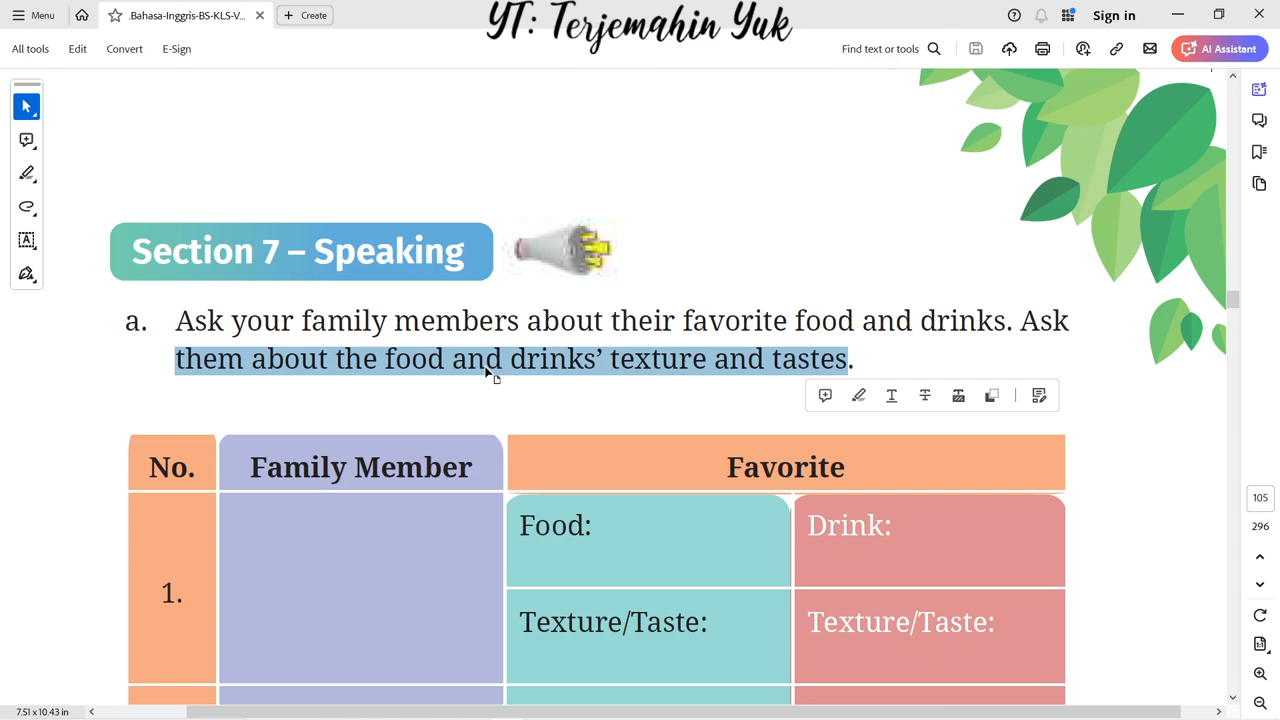 Menu
.Bahasa-Inggris-BS-KLS-V...
Create
YT: Terjemahin Yuk
Sign in
All tools
Edit
Convert
E-Sign
Find text or tools
AI Assistant
Section 7 – Speaking
a. Ask your family members about their favorite food and drinks. Ask
them about the food and drinks’ texture and tastes.
No.
Family Member
Favorite
1.
Food:
Drink:
Texture/Taste:
Texture/Taste:
105
296
7.51 x 10.43 in